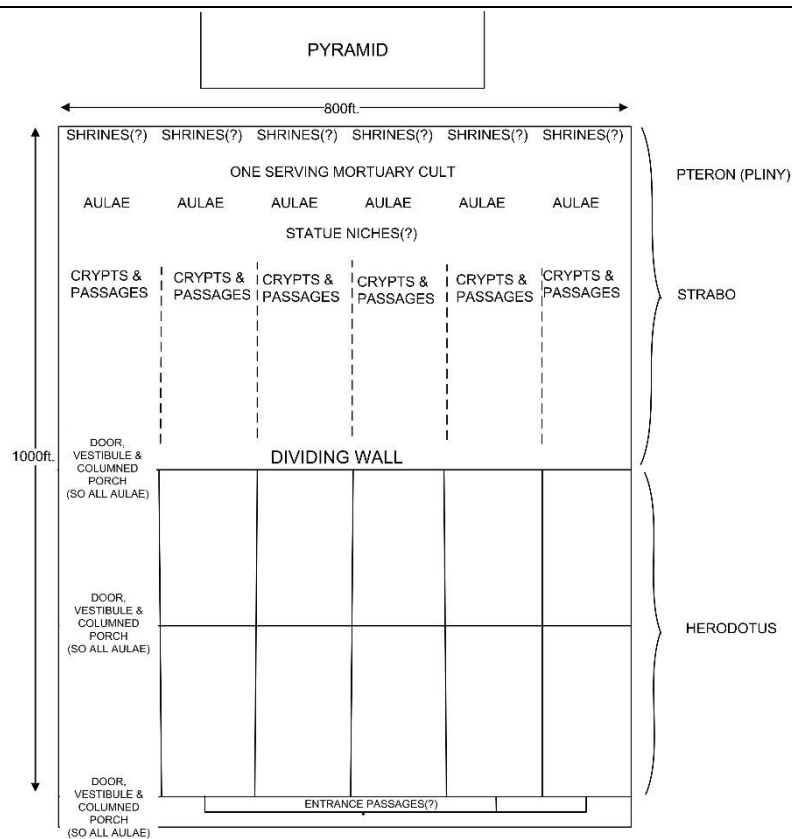 PYRAMID
800ft.
SHRINES(?) SHRINES(?) SHRINES(?) SHRINES(?) SHRINES(?) SHRINES(?)
ONE SERVING MORTUARY CULT
PTERON (PLINY)
AULAE AULAE AULAE AULAE AULAE AULAE
STATUE NICHES(?)
CRYPTS &
PASSAGES
CRYPTS &
PASSAGES
CRYPTS &
PASSAGES
CRYPTS &
PASSAGES
CRYPTS &
PASSAGES
CRYPTS &
PASSAGES
STRABO
1000ft.
DOOR,
VESTIBULE &
COLUMNED
PORCH
(SO ALL AULAE)
DIVIDING WALL
DOOR,
VESTIBULE &
COLUMNED
PORCH
(SO ALL AULAE)
HERODOTUS
DOOR,
VESTIBULE &
COLUMNED
PORCH
(SO ALL AULAE)
ENTRANCE PASSAGES(?)